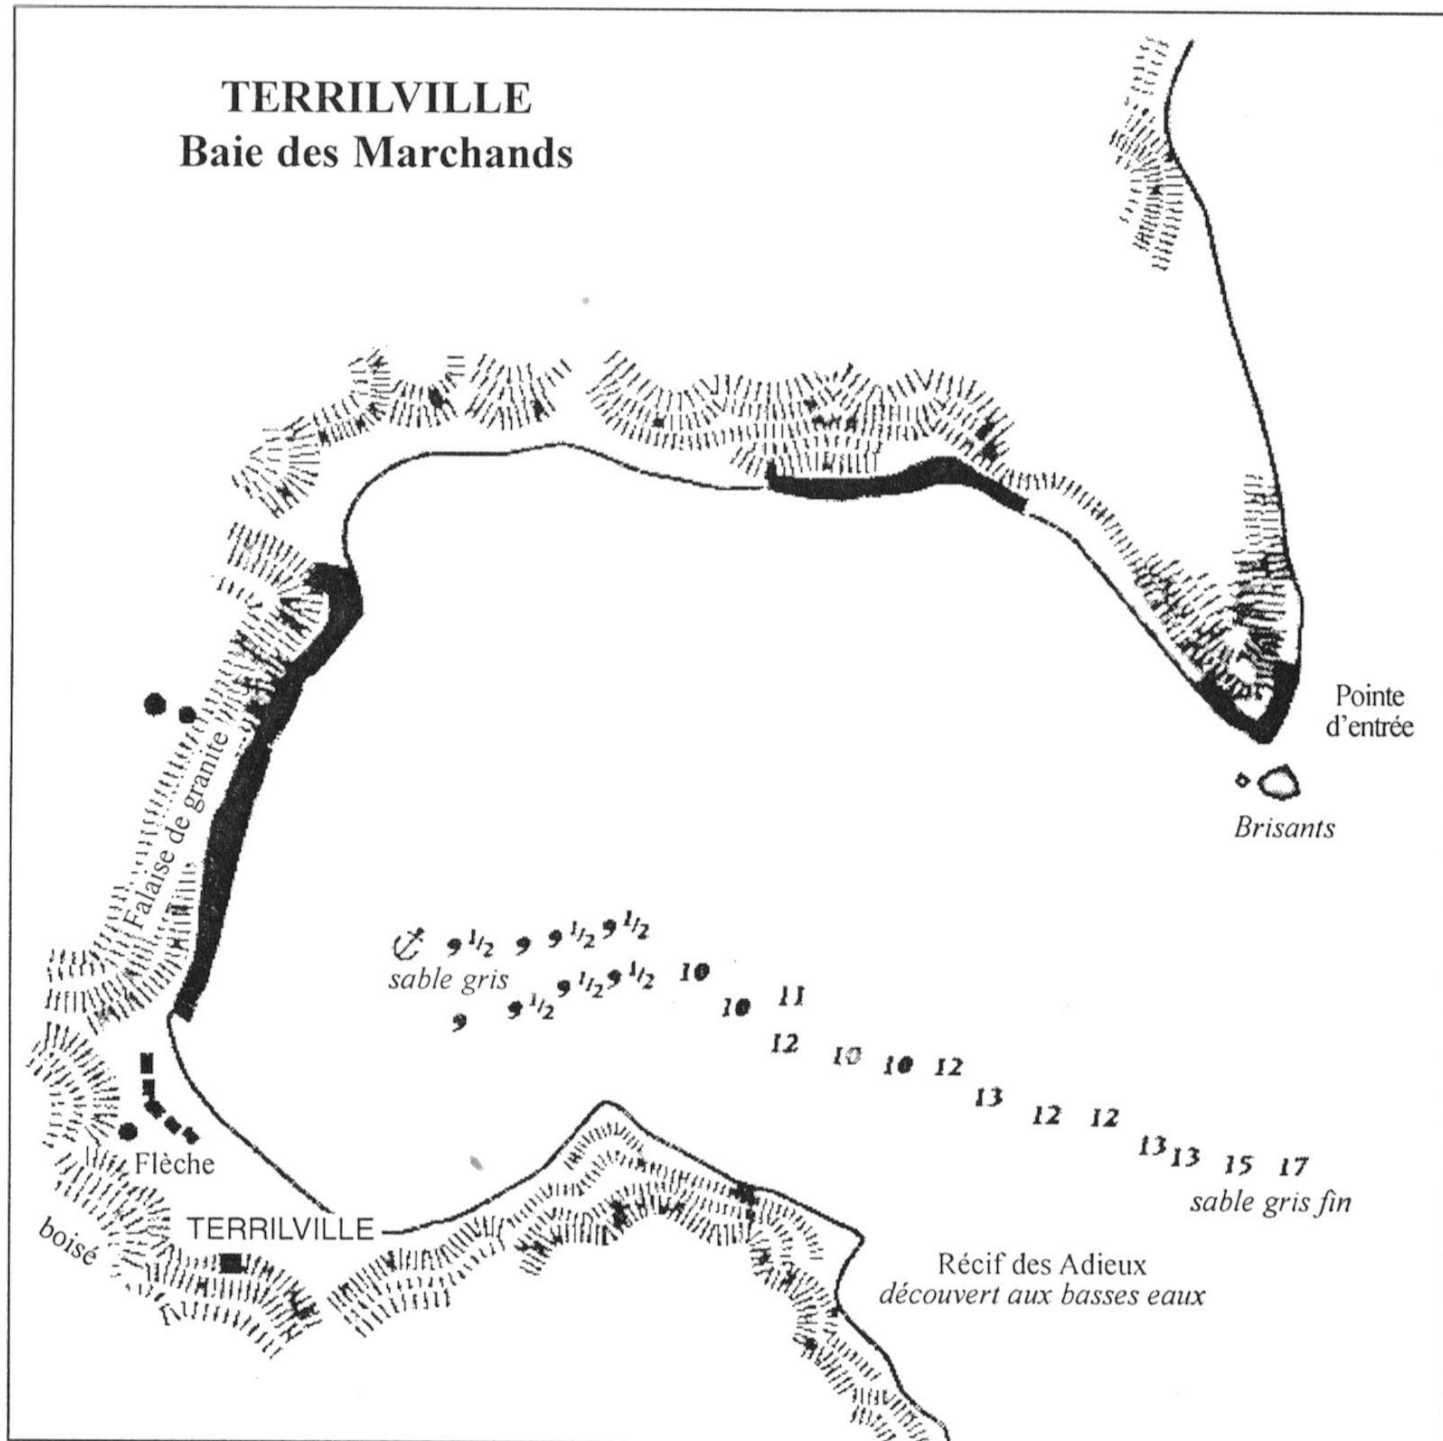 TERRILVILLE
Baie des Marchands
Pointe
d'entrée
Brisants
Falaise de granite
9 1/2 9 9 1/2 9 1/2
sable gris
9 9 1/2 9 1/2 9 1/2 10 10 11
12 10 10 12
13 12 12
13 13 15 17
sable gris fin
Flèche
TERRILVILLE
boisé
Récif des Adieux
découvert aux basses eaux